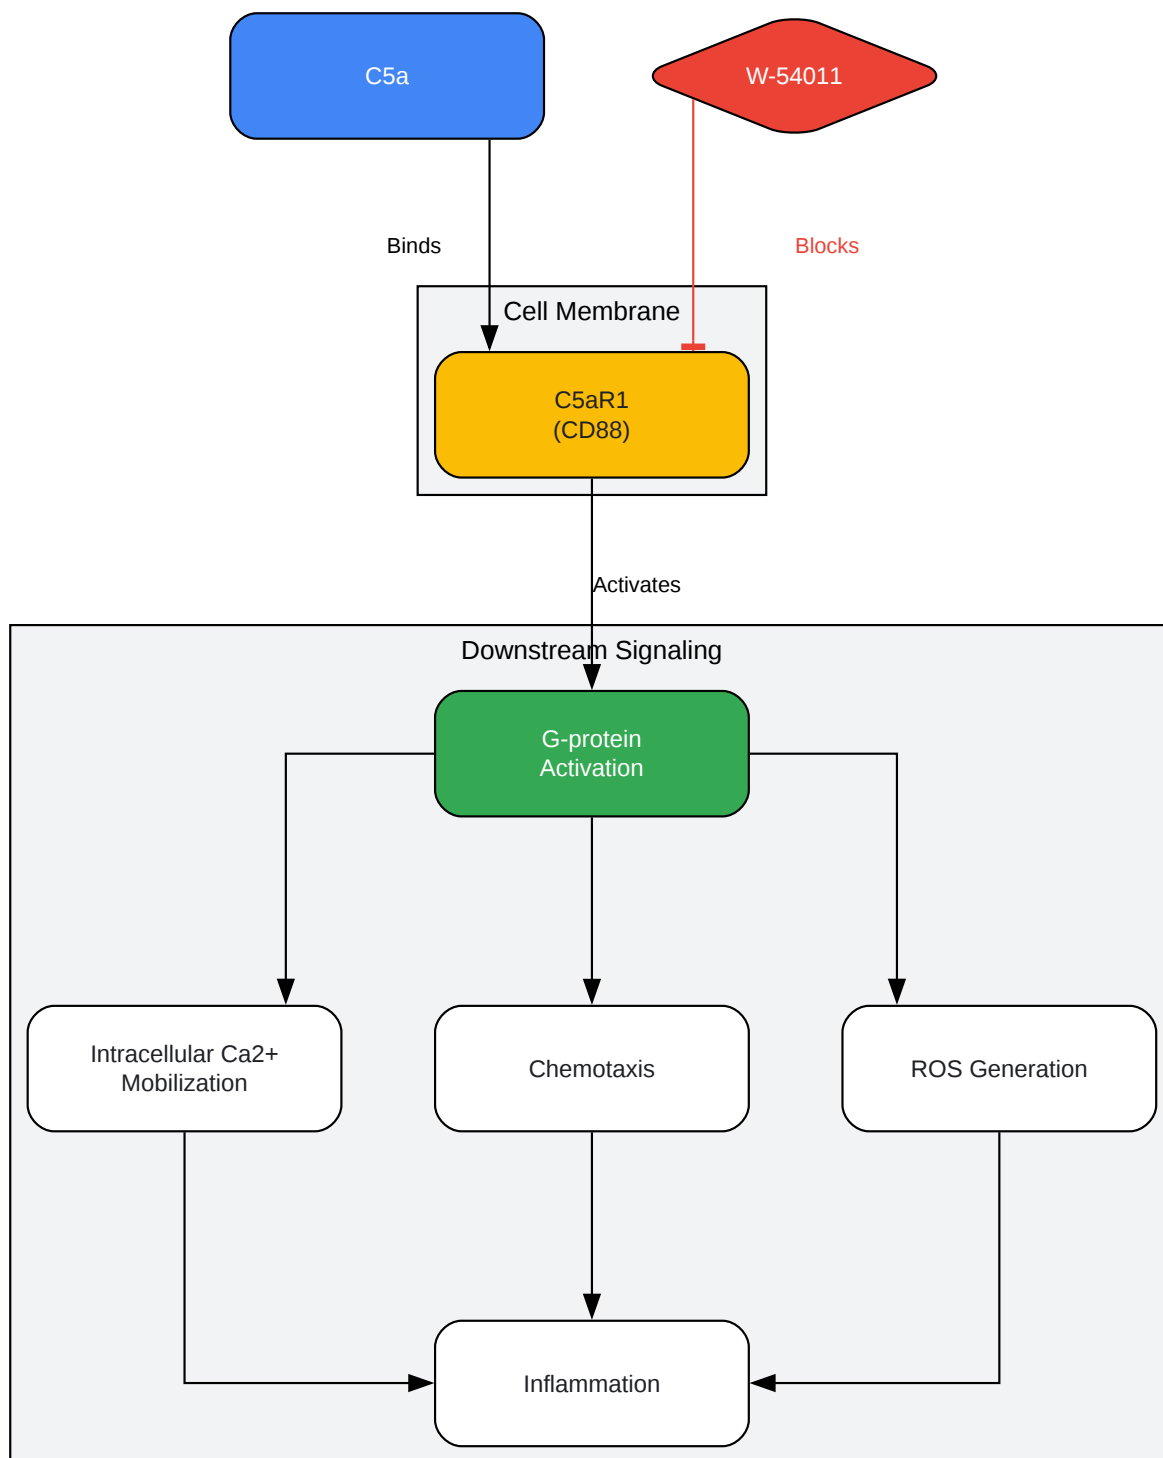 C5a
W-54011
Binds
Blocks
Cell Membrane
C5aR1
(CD88)
Activates
Downstream Signaling
G-protein
Activation
Intracellular Ca2+
Mobilization
Chemotaxis
ROS Generation
Inflammation